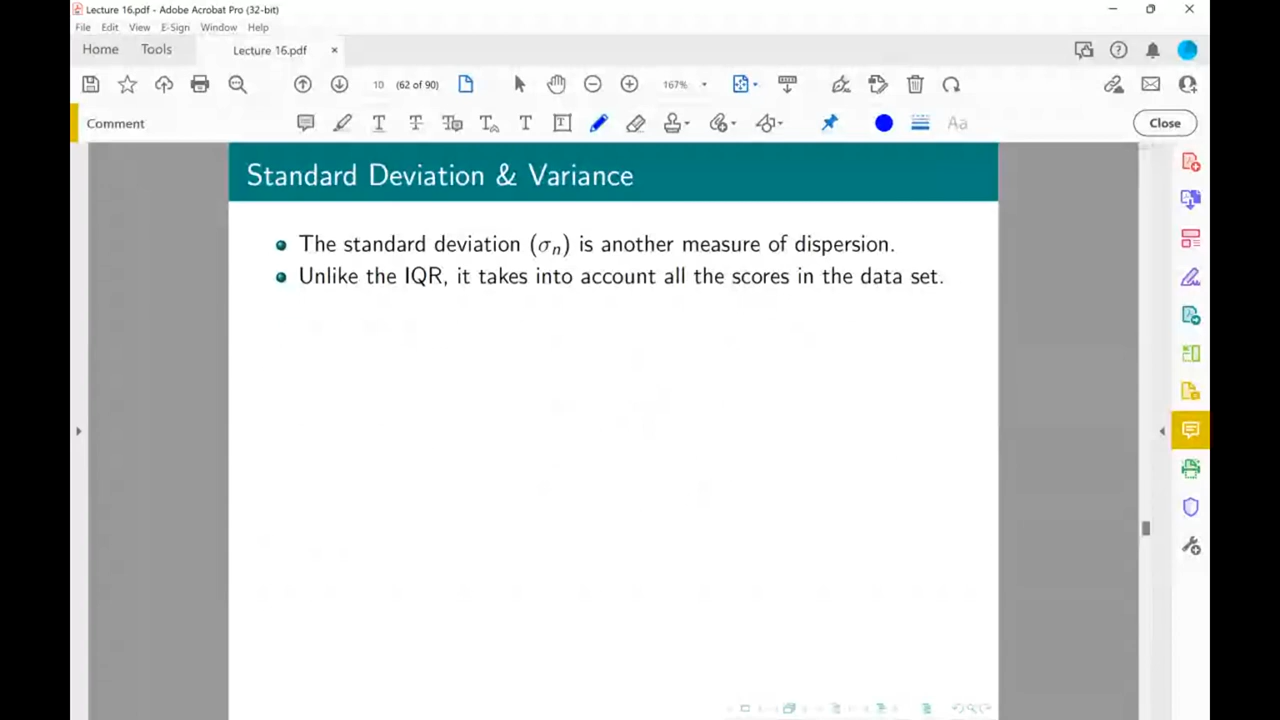 Lecture 16.pdf - Adobe Acrobat Pro (32-bit)
File Edit View E-Sign Window Help
Home Tools Lecture 16.pdf ×
10 (62 of 90) 167%
Comment Aa Close
Standard Deviation & Variance
The standard deviation (σn) is another measure of dispersion.
Unlike the IQR, it takes into account all the scores in the data set.